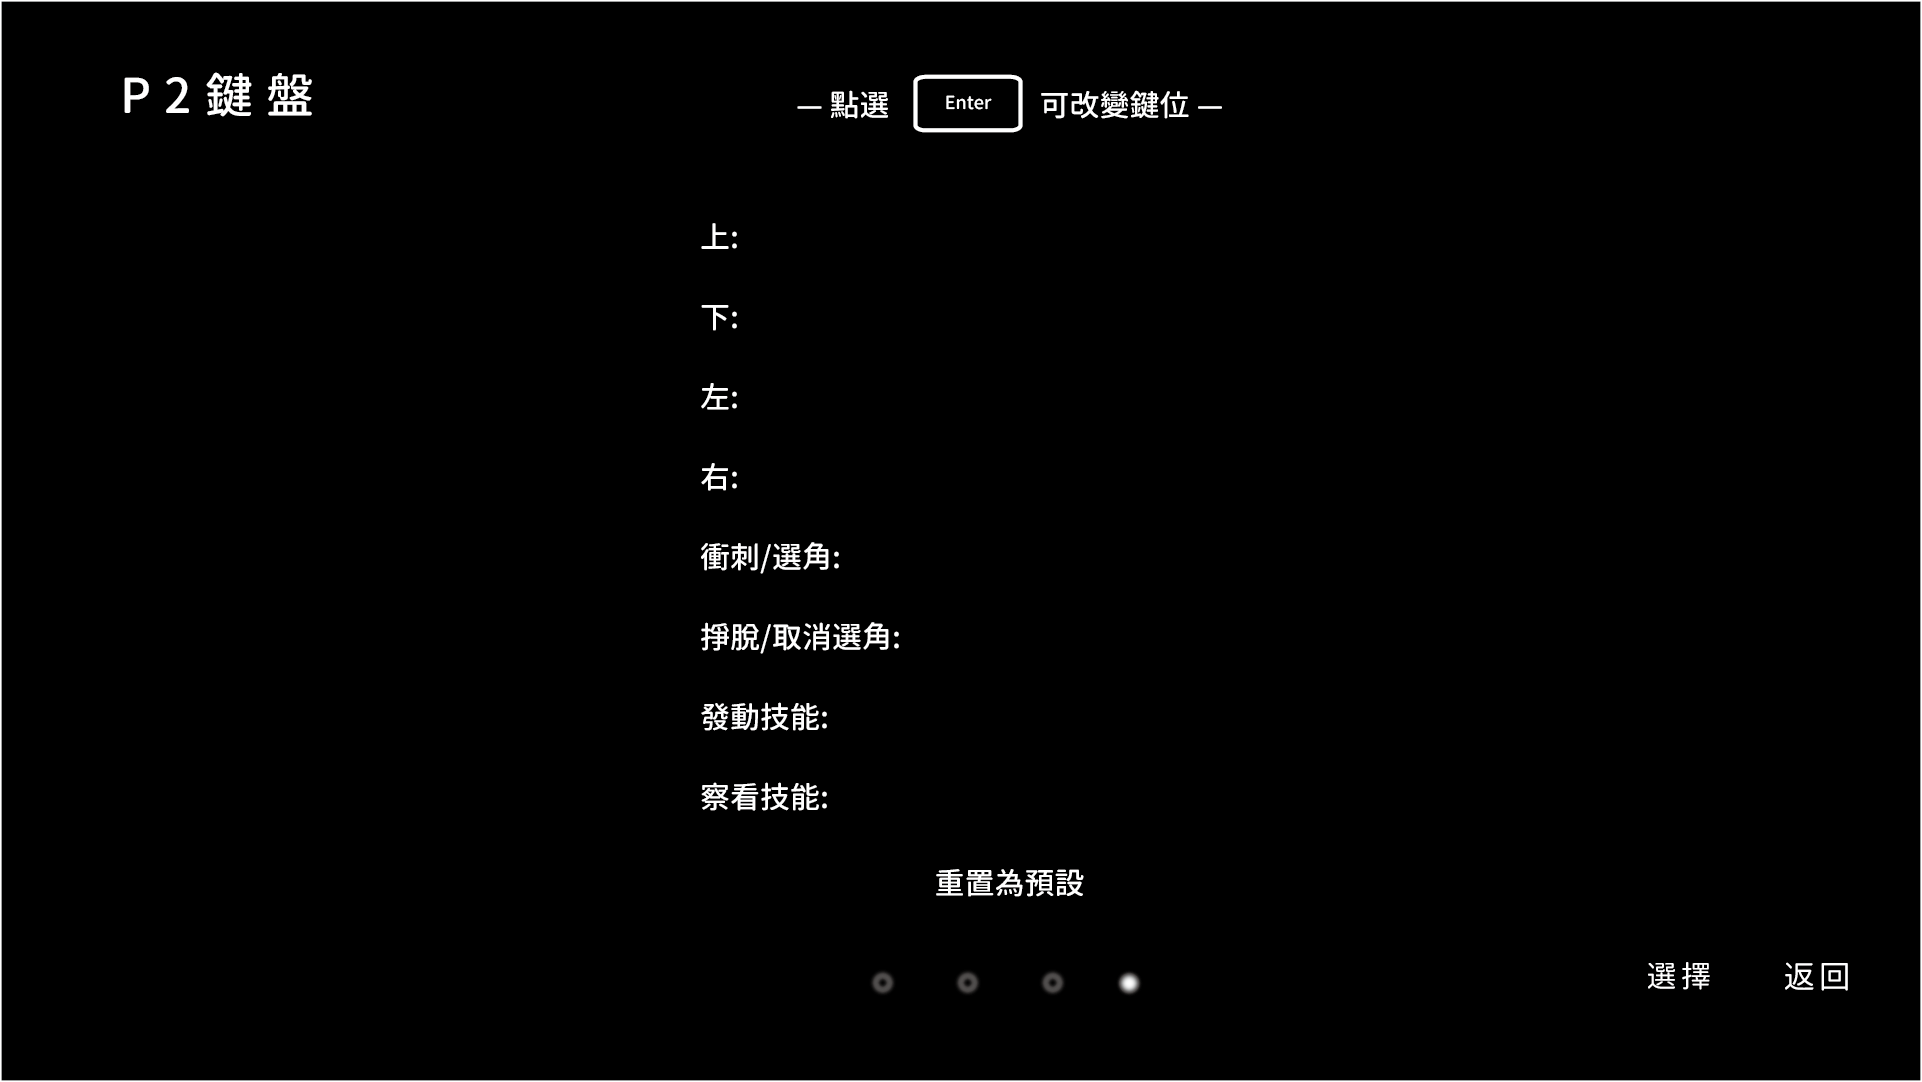 P2鍵盤
— 點選 Enter 可改變鍵位 —
上:
下:
左:
右:
衝刺/選角:
掙脫/取消選角:
發動技能:
察看技能:
重置為預設
選擇 返回